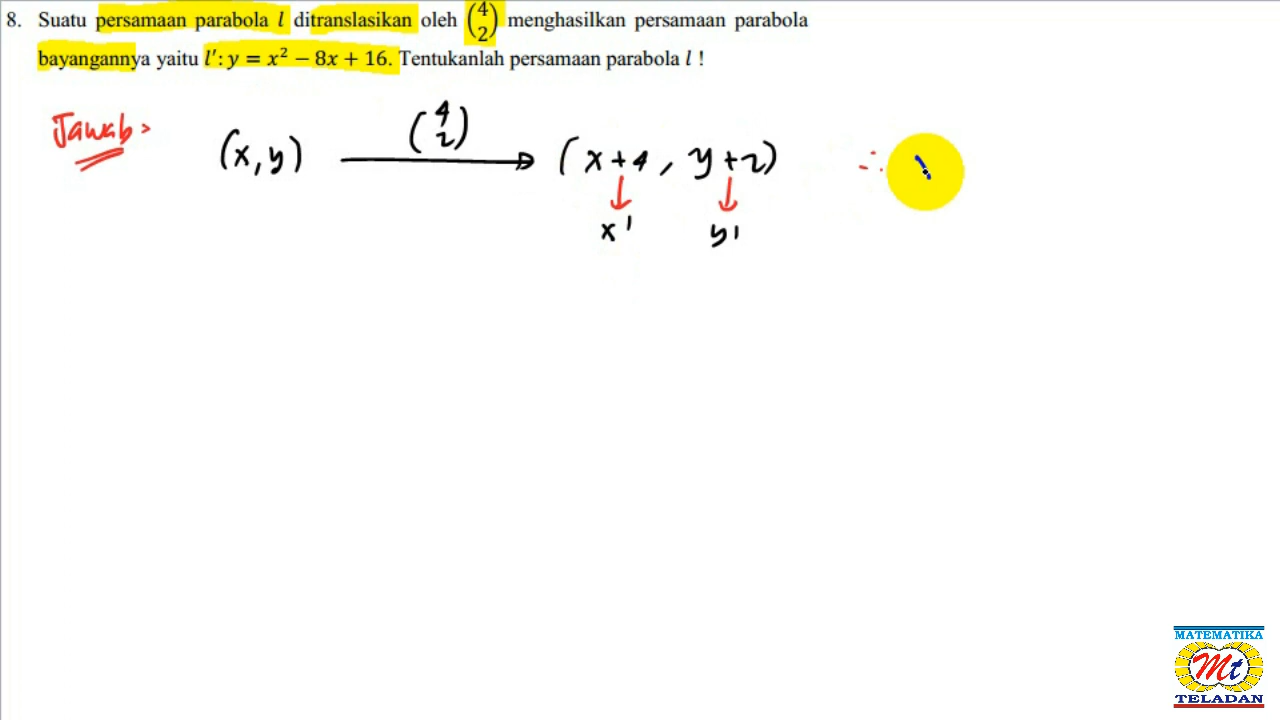 8. Suatu persamaan parabola l ditranslasikan oleh (4 2) menghasilkan persamaan parabola
bayangannya yaitu l′: y = x² − 8x + 16. Tentukanlah persamaan parabola l !
Jawab :
(x, y) (4 2) (x+4, y+2) ∴
x' y'
MATEMATIKA
Mt
TELADAN